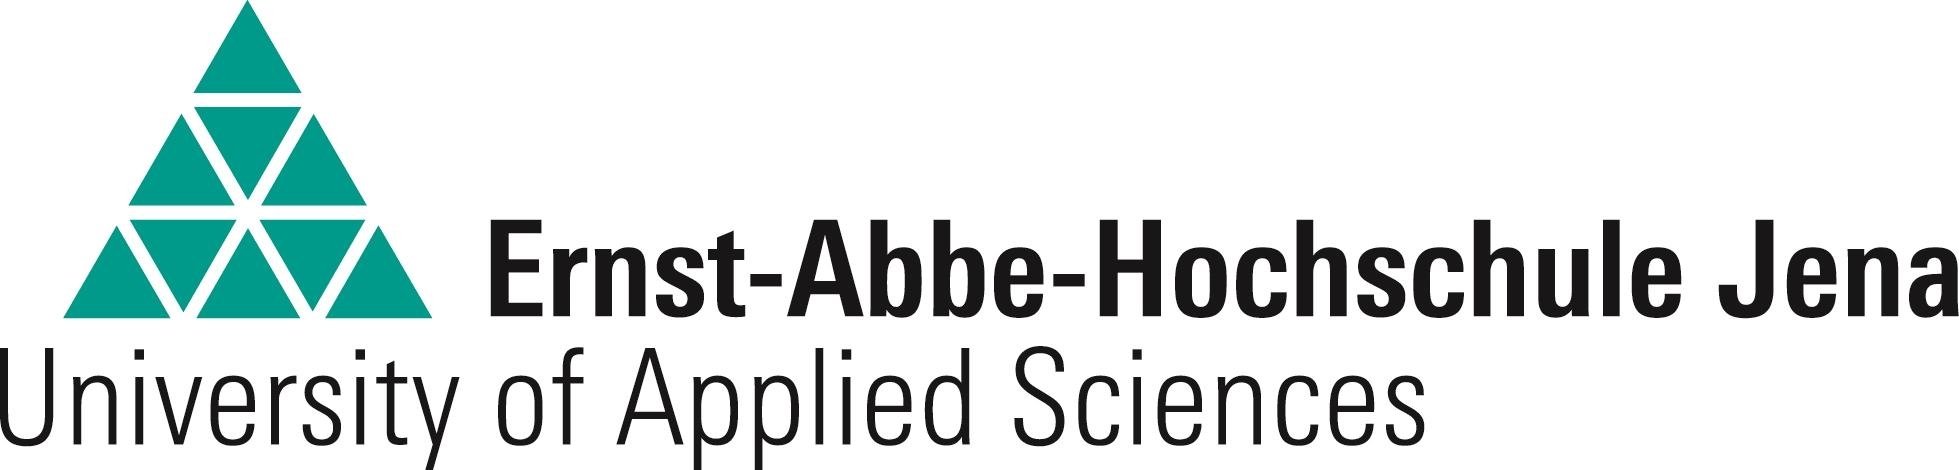 Ernst-Abbe-Hochschule Jena
University of Applied Sciences